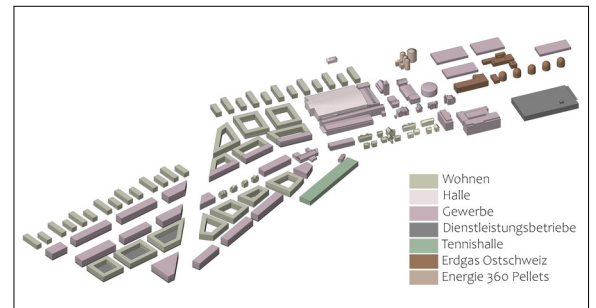 Wohnen
Halle
Gewerbe
Dienstleistungsbetriebe
Tennishalle
Erdgas Ostschweiz
Energie 360 Pellets